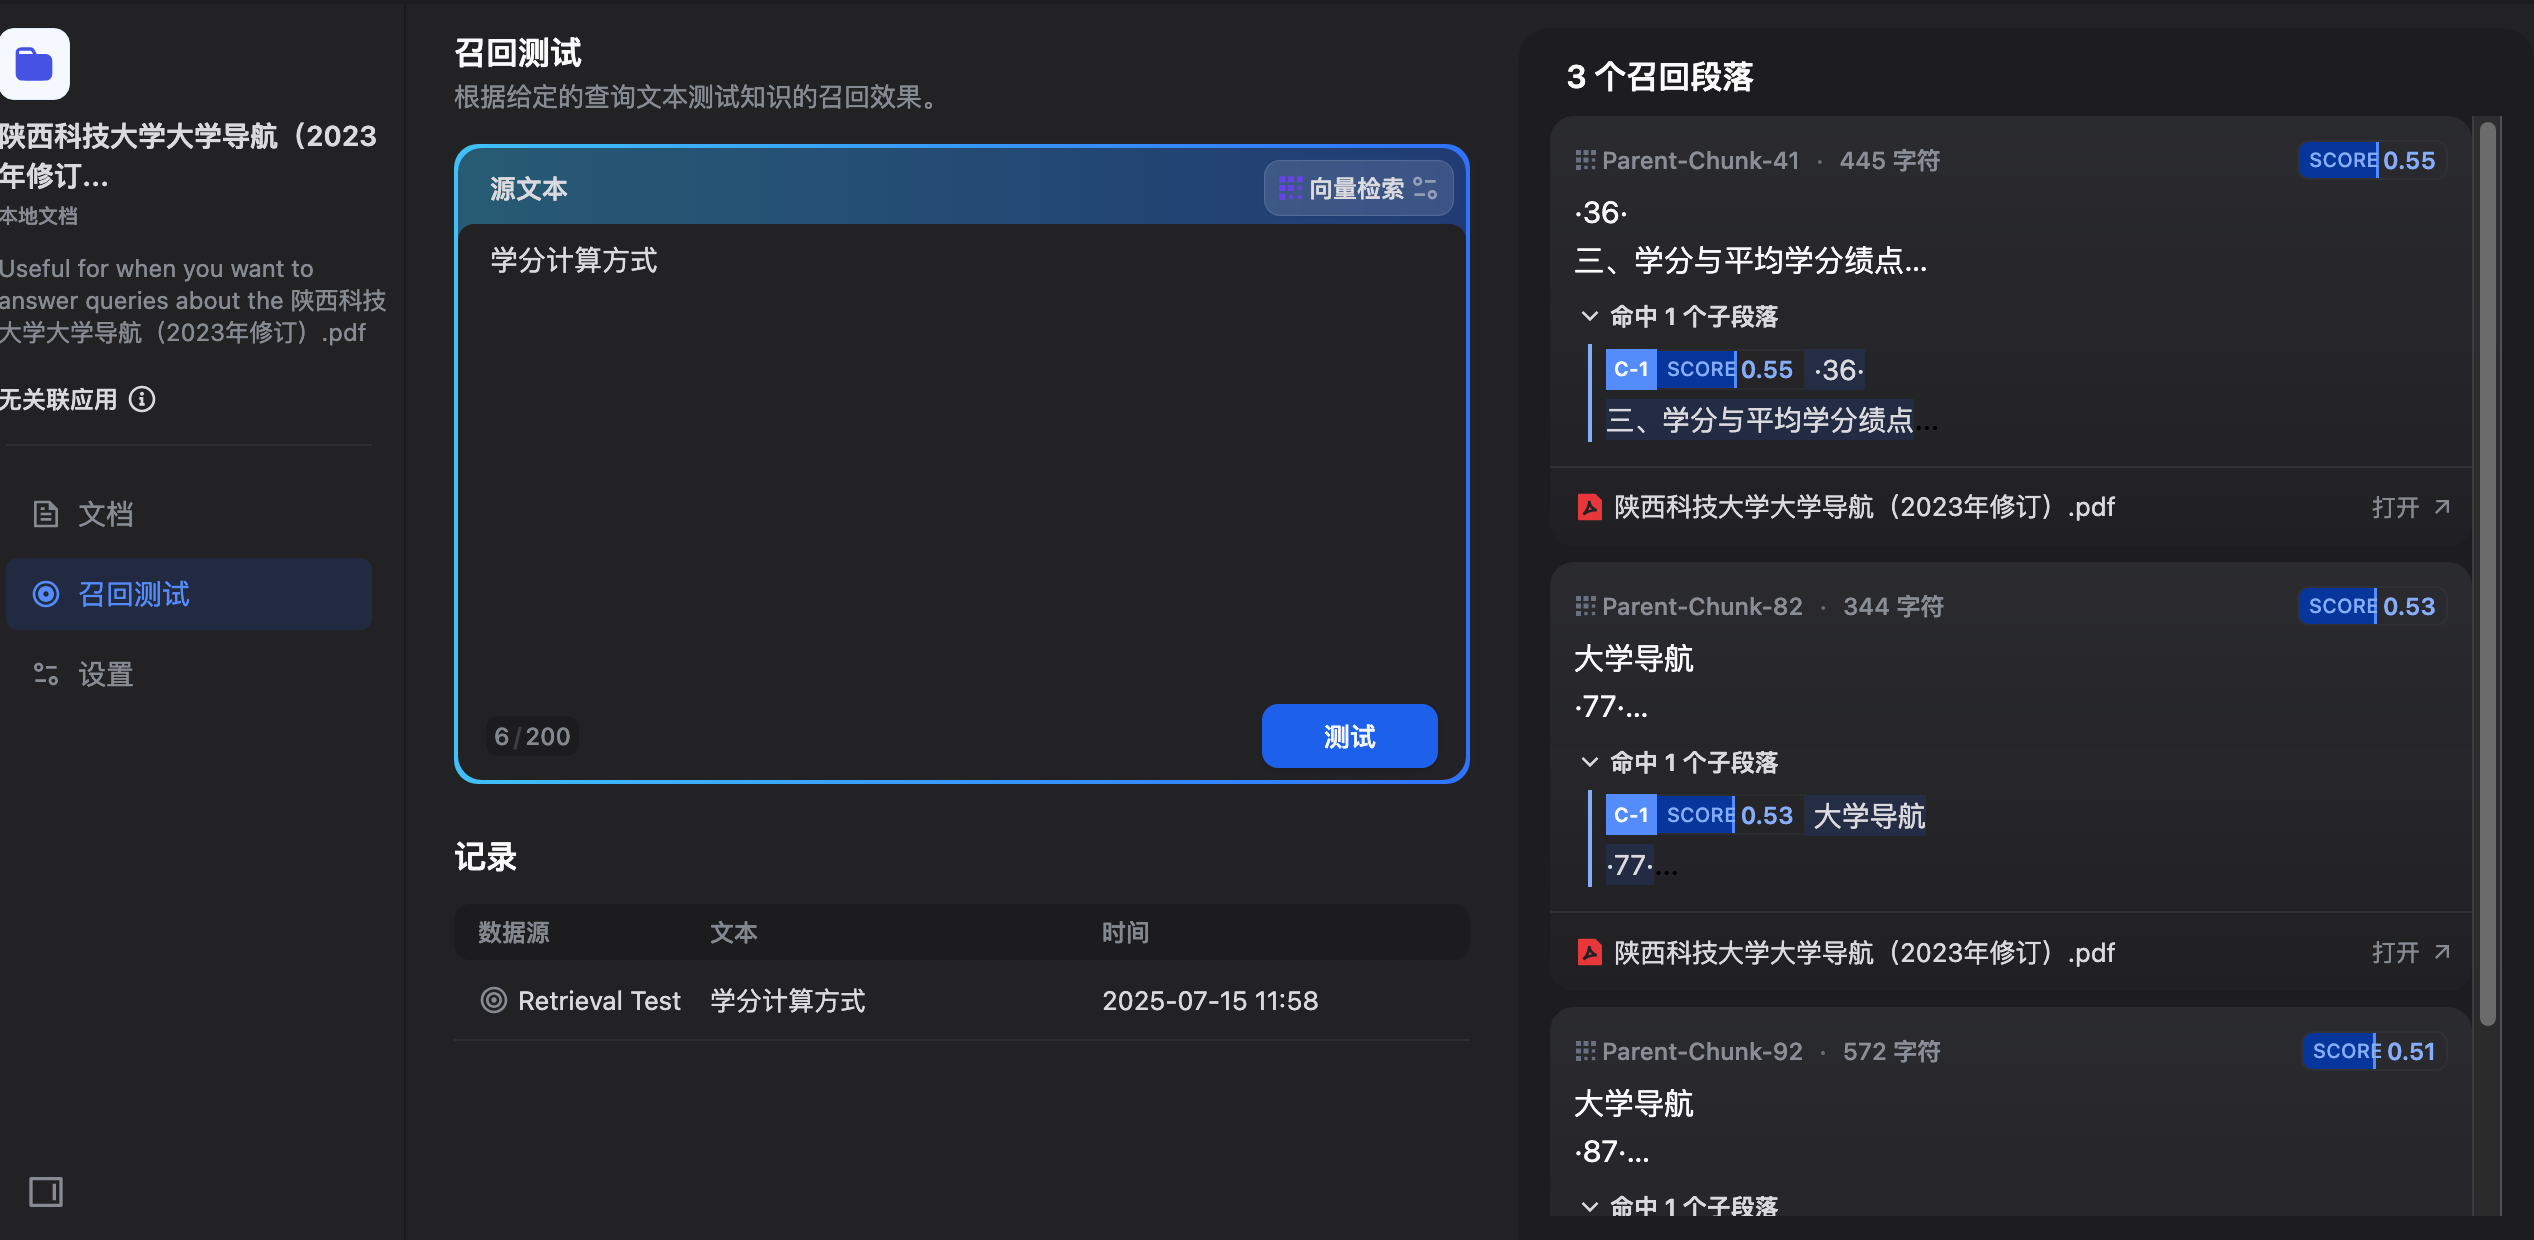 陕西科技大学大学导航（2023
年修订...
本地文档
Useful for when you want to
answer queries about the 陕西科技
大学大学导航（2023年修订）.pdf
无关联应用
文档
召回测试
设置
召回测试
根据给定的查询文本测试知识的召回效果。
源文本
向量检索
学分计算方式
6/200
测试
记录
数据源 文本 时间
Retrieval Test 学分计算方式 2025-07-15 11:58
3 个召回段落
Parent-Chunk-41 · 445 字符 SCORE 0.55
·36·
三、学分与平均学分绩点...
命中 1 个子段落
C-1 SCORE 0.55 ·36·
三、学分与平均学分绩点...
陕西科技大学大学导航（2023年修订）.pdf 打开
Parent-Chunk-82 · 344 字符 SCORE 0.53
大学导航
·77·...
命中 1 个子段落
C-1 SCORE 0.53 大学导航
·77·...
陕西科技大学大学导航（2023年修订）.pdf 打开
Parent-Chunk-92 · 572 字符 SCORE 0.51
大学导航
·87·...
命中 1 个子段落